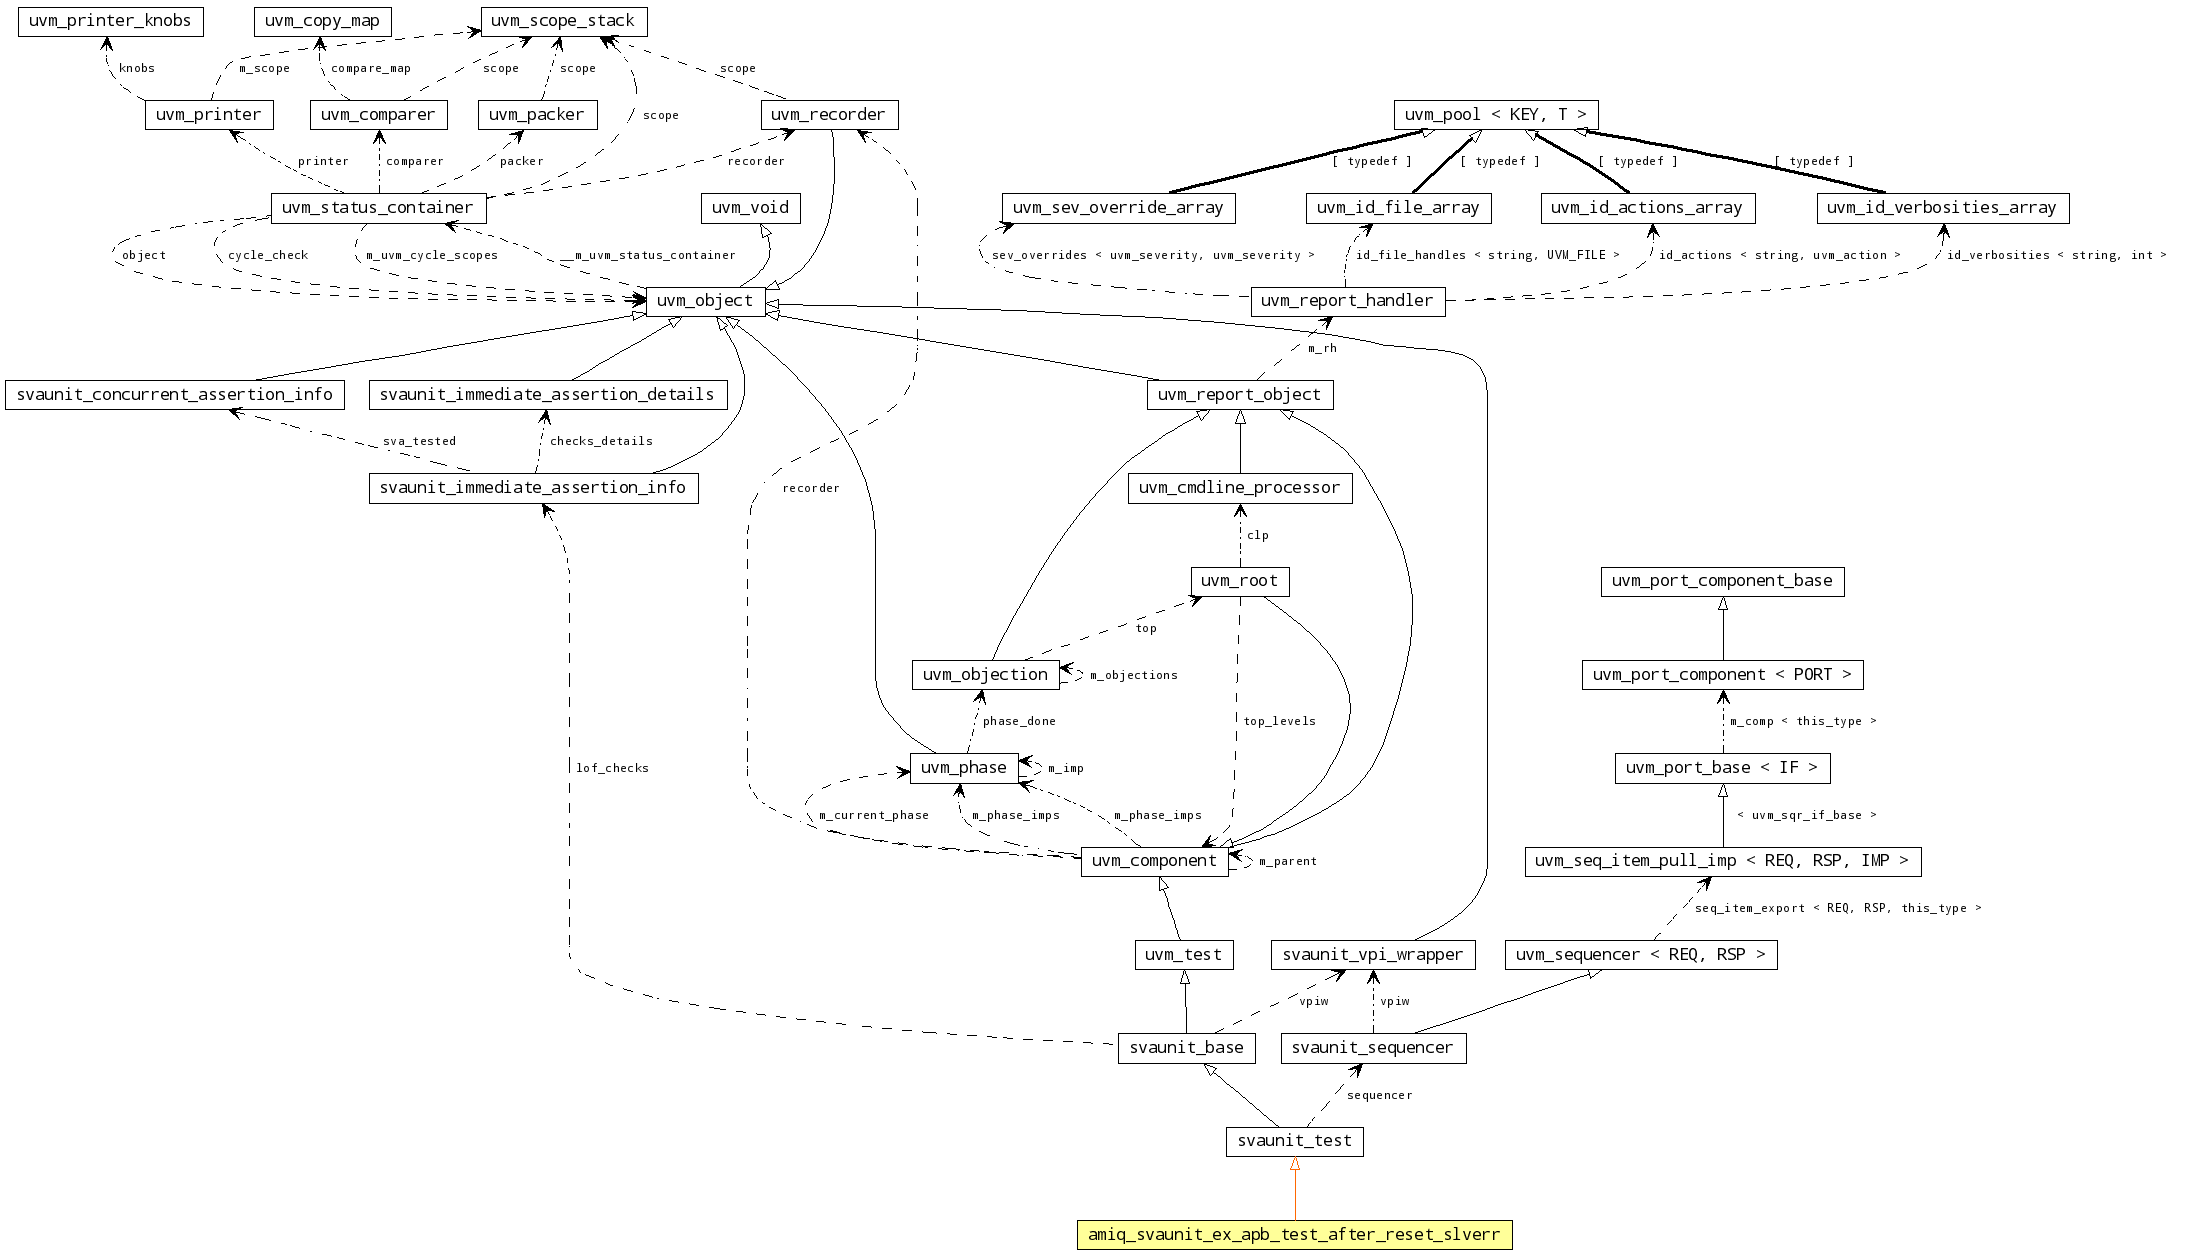 uvm_printer_knobs
uvm_copy_map
uvm_scope_stack
knobs
m_scope
compare_map
scope
scope
scope
uvm_printer
uvm_comparer
uvm_packer
scope
uvm_recorder
uvm_pool < KEY, T >
printer
comparer
packer
recorder
[ typedef ]
[ typedef ]
[ typedef ]
[ typedef ]
uvm_status_container
uvm_void
uvm_sev_override_array
uvm_id_file_array
uvm_id_actions_array
uvm_id_verbosities_array
object
cycle_check
m_uvm_cycle_scopes
__m_uvm_status_container
sev_overrides < uvm_severity, uvm_severity >
id_file_handles < string, UVM_FILE >
id_actions < string, uvm_action >
id_verbosities < string, int >
uvm_object
uvm_report_handler
m_rh
svaunit_concurrent_assertion_info
svaunit_immediate_assertion_details
uvm_report_object
sva_tested
checks_details
svaunit_immediate_assertion_info
recorder
uvm_cmdline_processor
clp
uvm_root
uvm_port_component_base
top
uvm_objection
m_objections
uvm_port_component < PORT >
phase_done
top_levels
m_comp < this_type >
lof_checks
uvm_phase
m_imp
uvm_port_base < IF >
m_current_phase
m_phase_imps
m_phase_imps
< uvm_sqr_if_base >
uvm_component
m_parent
uvm_seq_item_pull_imp < REQ, RSP, IMP >
seq_item_export < REQ, RSP, this_type >
uvm_test
svaunit_vpi_wrapper
uvm_sequencer < REQ, RSP >
vpiw
vpiw
svaunit_base
svaunit_sequencer
sequencer
svaunit_test
amiq_svaunit_ex_apb_test_after_reset_slverr